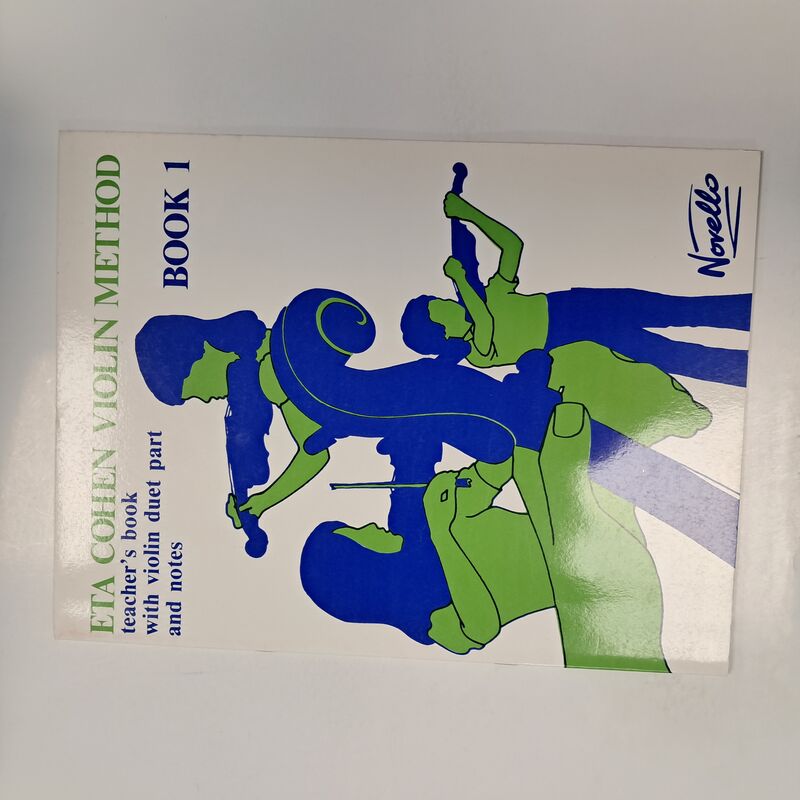 ETA COHEN VIOLIN METHOD
teacher's book
with violin duet part
and notes
BOOK 1
Novello